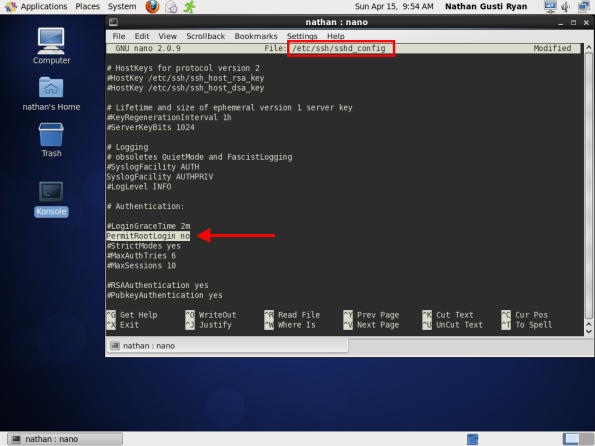 Applications Places System Sun Apr 15, 9:54 AM Nathan Gusti Ryan
nathan : nano
File Edit View Scrollback Bookmarks Settings Help
GNU nano 2.0.9 File: /etc/ssh/sshd_config Modified
# HostKeys for protocol version 2
#HostKey /etc/ssh/ssh_host_rsa_key
#HostKey /etc/ssh/ssh_host_dsa_key
# Lifetime and size of ephemeral version 1 server key
#KeyRegenerationInterval 1h
#ServerKeyBits 1024
# Logging
# obsoletes QuietMode and FascistLogging
#SyslogFacility AUTH
SyslogFacility AUTHPRIV
#LogLevel INFO
# Authentication:
#LoginGraceTime 2m
PermitRootLogin no
#StrictModes yes
#MaxAuthTries 6
#MaxSessions 10
#RSAAuthentication yes
#PubkeyAuthentication yes
^G Get Help ^O WriteOut ^R Read File ^Y Prev Page ^K Cut Text ^C Cur Pos
^X Exit ^J Justify ^W Where Is ^V Next Page ^U UnCut Text ^T To Spell
nathan : nano
Computer
nathan's Home
Trash
Konsole
nathan : nano